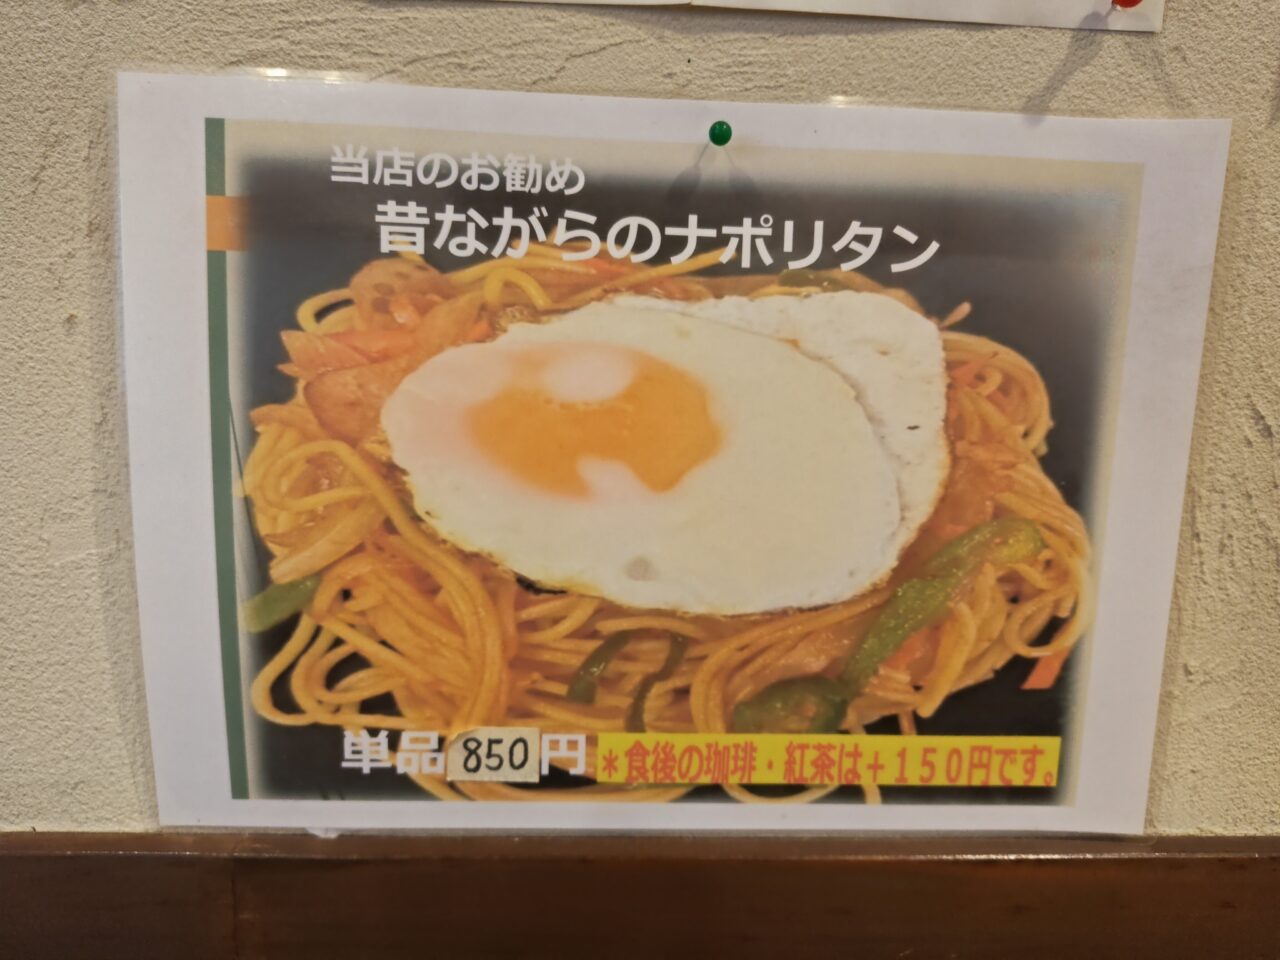 当店のお勧め
昔ながらのナポリタン
単品850円
＊食後の珈琲・紅茶は＋１５０円です。